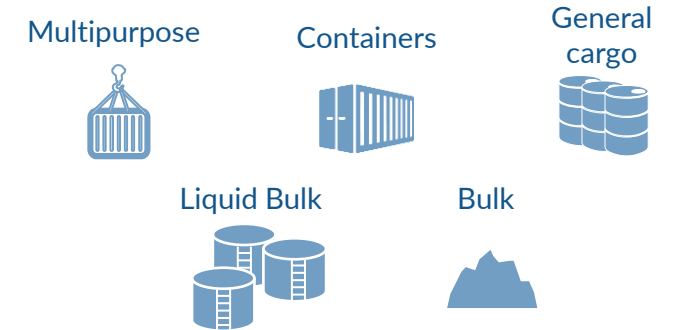 Multipurpose
Containers
General
cargo
Liquid Bulk
Bulk